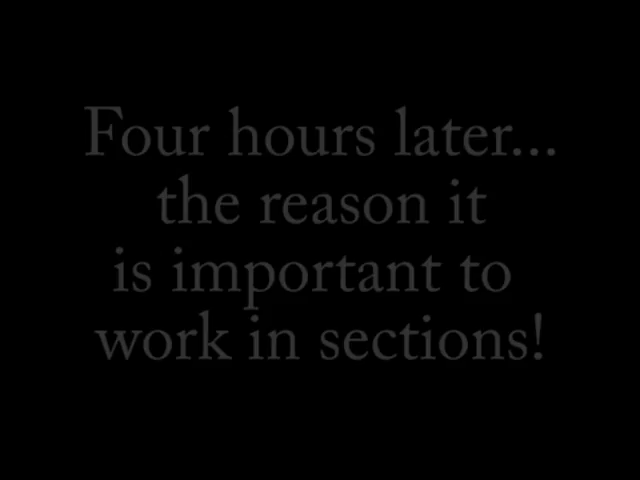 Four hours later...
the reason it
is important to
work in sections!